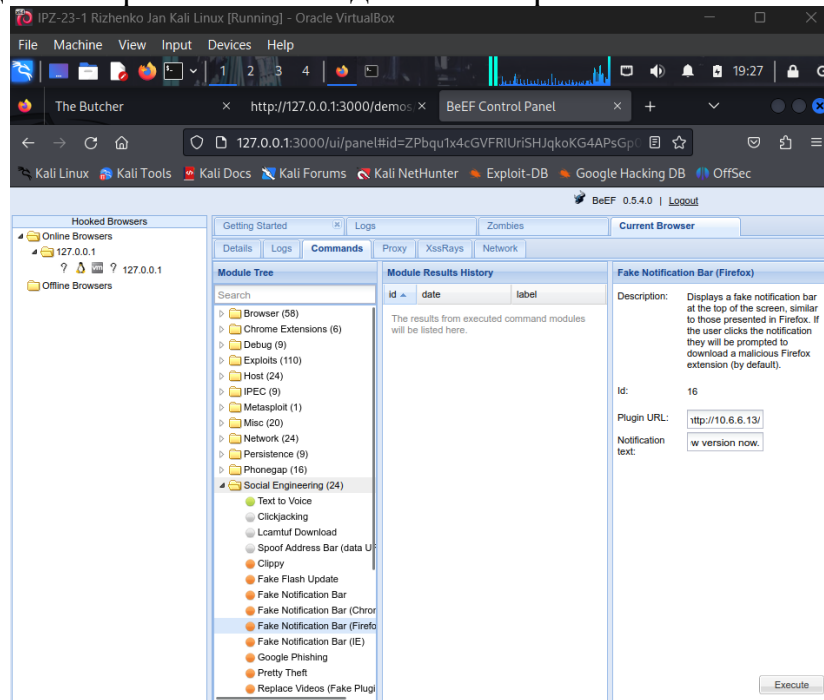 IPZ-23-1 Rizhenko Jan Kali Linux [Running] - Oracle VirtualBox
File Machine View Input Devices Help
1 2 3 4
19:27
The Butcher
http://127.0.0.1:3000/demos
BeEF Control Panel
127.0.0.1:3000/ui/panel#id=ZPbqu1x4cGVFRIUriSHJqkoKG4APsGp0
Kali Linux Kali Tools Kali Docs Kali Forums Kali NetHunter Exploit-DB Google Hacking DB OffSec
BeEF 0.5.4.0 | Logout
Hooked Browsers
Online Browsers
127.0.0.1
? ? 127.0.0.1
Offline Browsers
Getting Started Logs Zombies Current Browser
Details Logs Commands Proxy XssRays Network
Module Tree
Search
Browser (58)
Chrome Extensions (6)
Debug (9)
Exploits (110)
Host (24)
IPEC (9)
Metasploit (1)
Misc (20)
Network (24)
Persistence (9)
Phonegap (16)
Social Engineering (24)
Text to Voice
Clickjacking
Lcamtuf Download
Spoof Address Bar (data U
Clippy
Fake Flash Update
Fake Notification Bar
Fake Notification Bar (Chror
Fake Notification Bar (Firefo
Fake Notification Bar (IE)
Google Phishing
Pretty Theft
Replace Videos (Fake Plugi
Module Results History
id date label
The results from executed command modules
will be listed here.
Fake Notification Bar (Firefox)
Description: Displays a fake notification bar
at the top of the screen, similar
to those presented in Firefox. If
the user clicks the notification
they will be prompted to
download a malicious Firefox
extension (by default).
Id: 16
Plugin URL: http://10.6.6.13/
Notification
text:
w version now.
Execute